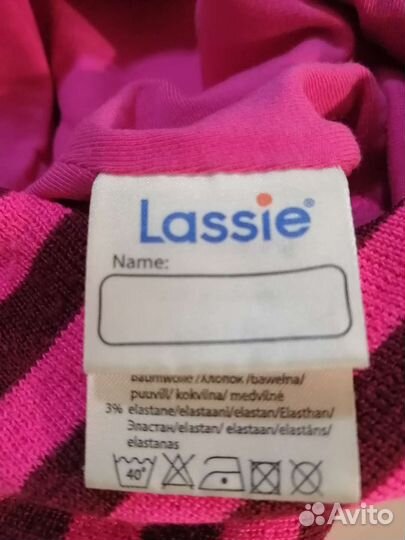 Lassie®
Name:
Baumwolle/Хлопок/bawełna/
puuvill/kokvilna/medvilnė
3% elastane/elastaani/elastan/Elasthan/
Эластан/elastan/elastaan/elastāns/
elastanas
40°
Avito